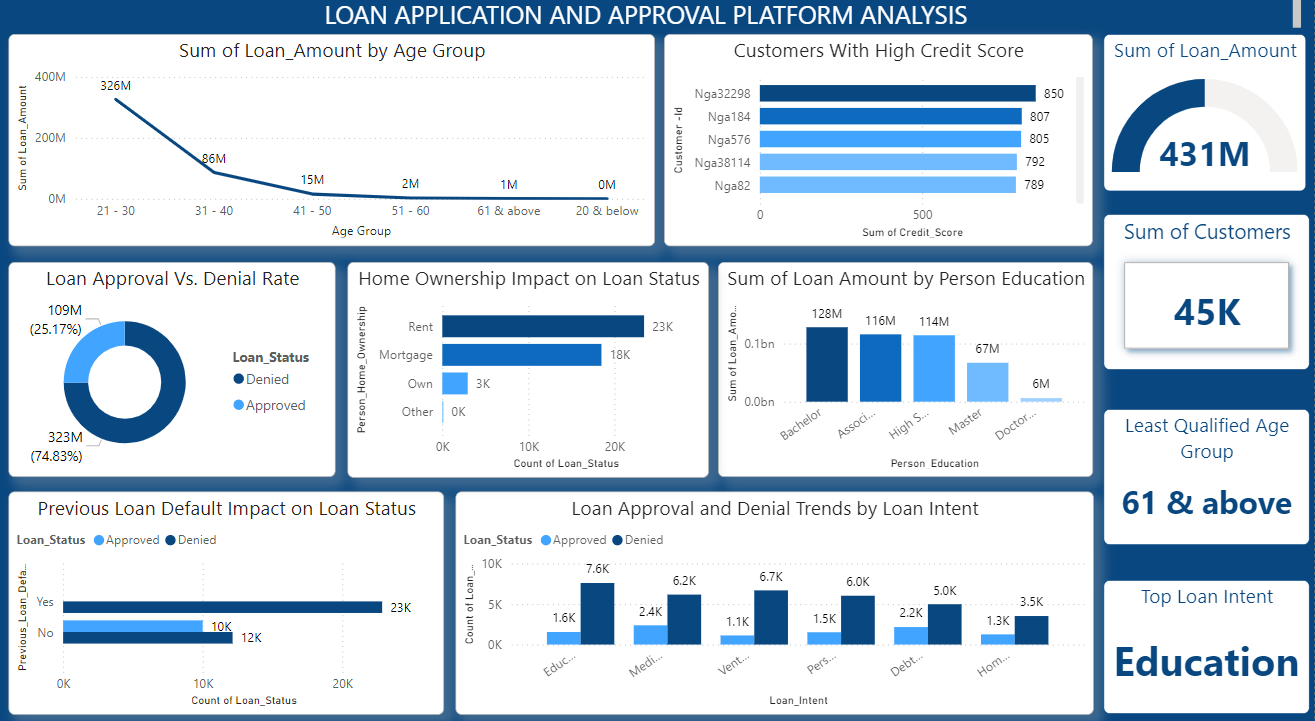 LOAN APPLICATION AND APPROVAL PLATFORM ANALYSIS
Sum of Loan_Amount by Age Group
Sum of Loan_Amount
400M
200M
0M
326M
86M
15M
2M
1M
0M
21 - 30
31 - 40
41 - 50
51 - 60
61 & above
20 & below
Age Group
Customers With High Credit Score
Customer -Id
Nga32298
850
Nga184
807
Nga576
805
Nga38114
792
Nga82
789
0
500
Sum of Credit_Score
Sum of Loan_Amount
431M
Sum of Customers
45K
Loan Approval Vs. Denial Rate
109M
(25.17%)
323M
(74.83%)
Loan_Status
Denied
Approved
Home Ownership Impact on Loan Status
Person_Home_Ownership
Rent
23K
Mortgage
18K
Own
3K
Other
0K
0K
10K
20K
Count of Loan_Status
Sum of Loan Amount by Person Education
Sum of Loan_Amo...
0.1bn
0.0bn
128M
116M
114M
67M
6M
Bachelor
Associ...
High S...
Master
Doctor...
Person_Education
Least Qualified Age
Group
61 & above
Previous Loan Default Impact on Loan Status
Loan_Status Approved Denied
Previous_Loan_Defa...
Yes
23K
No
10K
12K
0K
10K
20K
Count of Loan_Status
Loan Approval and Denial Trends by Loan Intent
Loan_Status Approved Denied
Count of Loan_...
10K
5K
0K
1.6K
7.6K
2.4K
6.2K
1.1K
6.7K
1.5K
6.0K
2.2K
5.0K
1.3K
3.5K
Educ...
Medi...
Vent...
Pers...
Debt...
Hom...
Loan_Intent
Top Loan Intent
Education